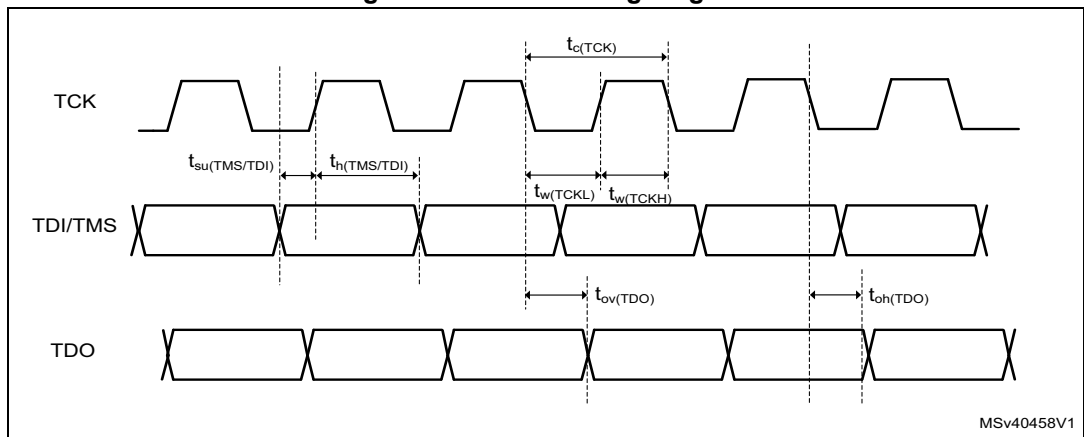 tc(TCK)
TCK
tsu(TMS/TDI)
th(TMS/TDI)
tw(TCKL)
tw(TCKH)
TDI/TMS
tov(TDO)
toh(TDO)
TDO
MSv40458V1